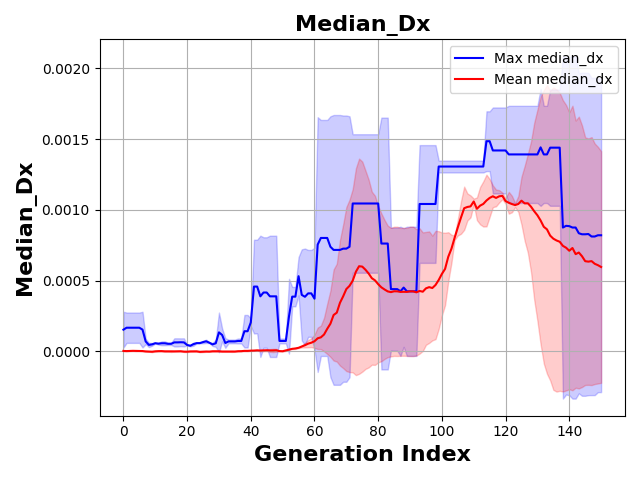 Median_Dx
Max median_dx
Mean median_dx
Median_Dx
0.0020
0.0015
0.0010
0.0005
0.0000
0 20 40 60 80 100 120 140
Generation Index